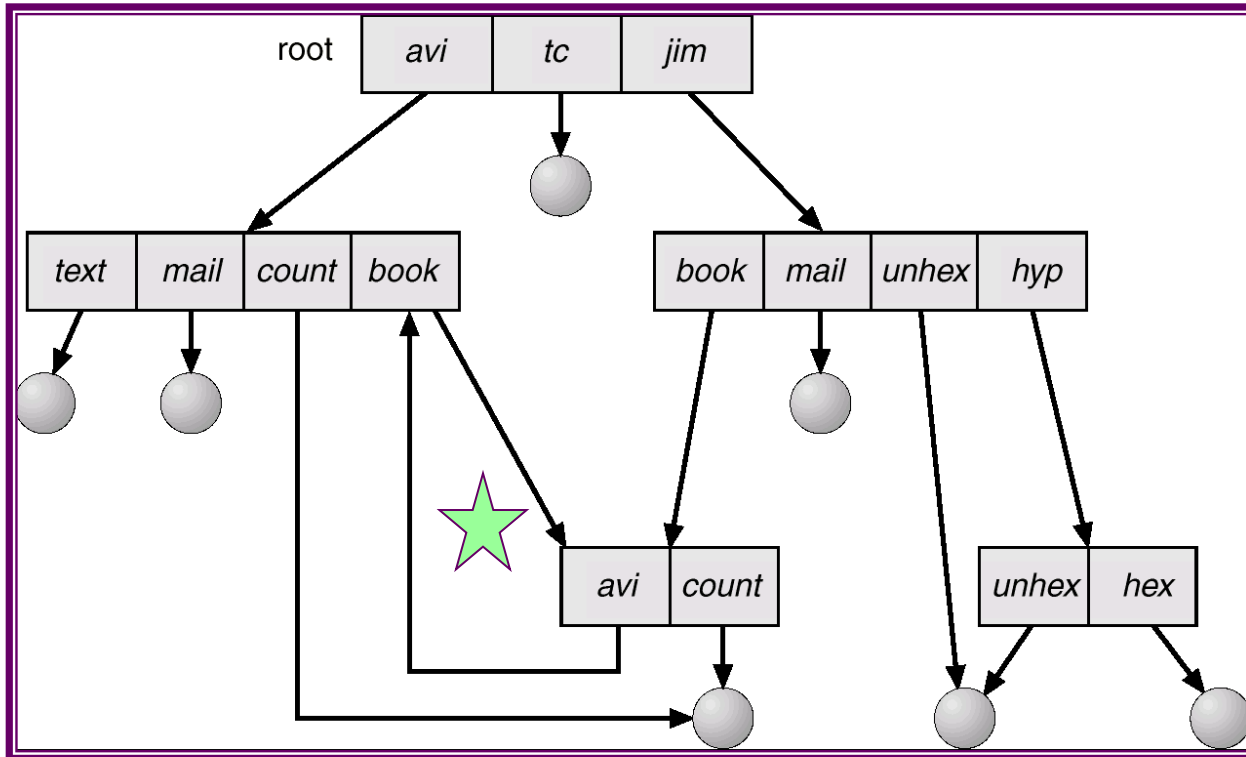 root avi tc jim
text mail count book book mail unhex hyp
avi count unhex hex